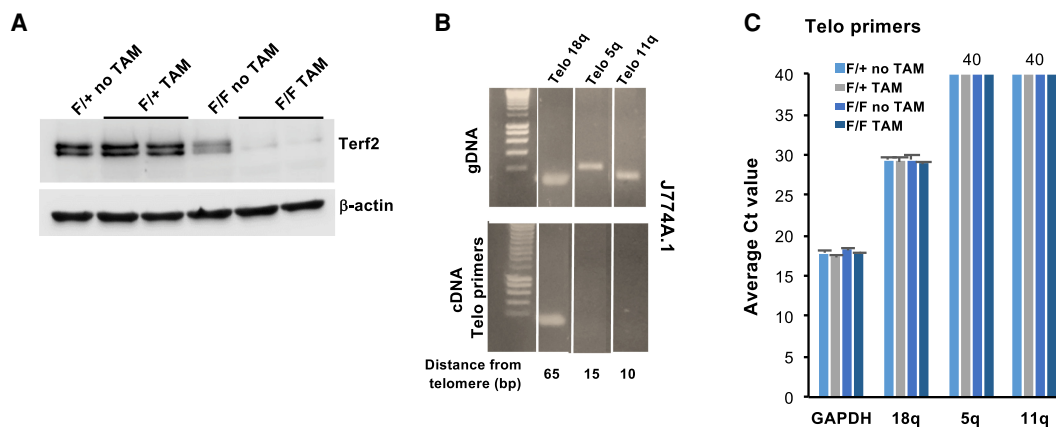 A
F/+ no TAM
F/+ TAM
F/F no TAM
F/F TAM
Terf2
β-actin
B
Telo 18q
Telo 5q
Telo 11q
gDNA
cDNA
Telo primers
J774A.1
Distance from
telomere (bp)
65
15
10
C
Telo primers
F/+ no TAM
F/+ TAM
F/F no TAM
F/F TAM
40
40
Average Ct value
40
35
30
25
20
15
10
5
0
GAPDH
18q
5q
11q